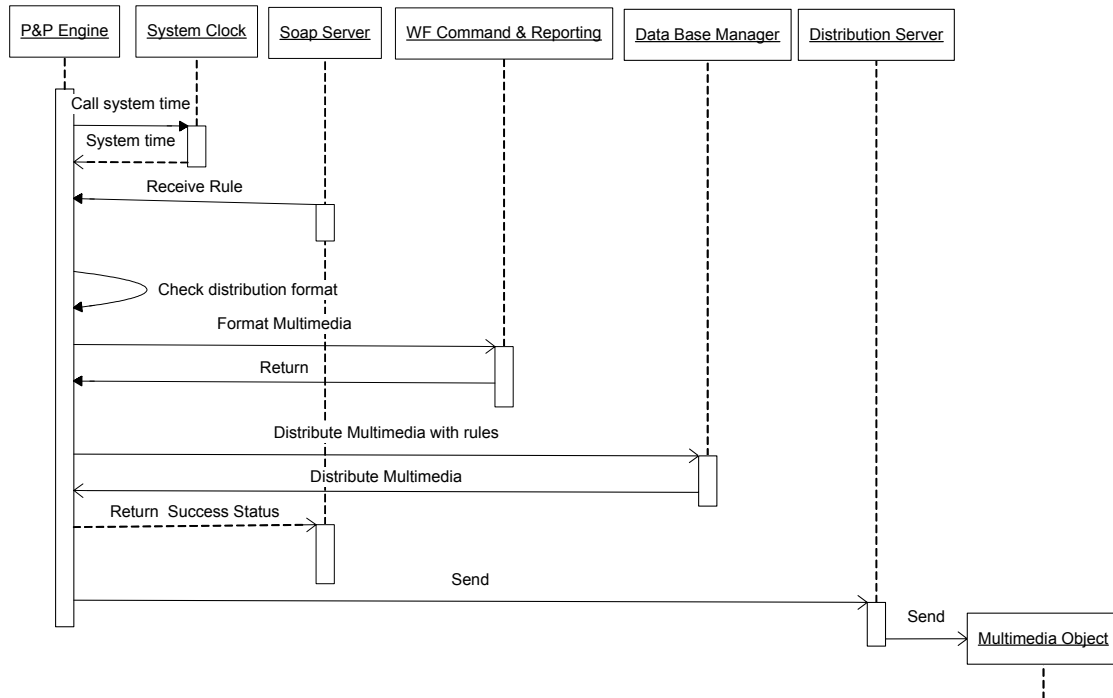 P&P Engine
System Clock
Soap Server
WF Command & Reporting
Data Base Manager
Distribution Server
Call system time
System time
Receive Rule
Check distribution format
Format Multimedia
Return
Distribute Multimedia with rules
Distribute Multimedia
Return Success Status
Send
Send
Multimedia Object